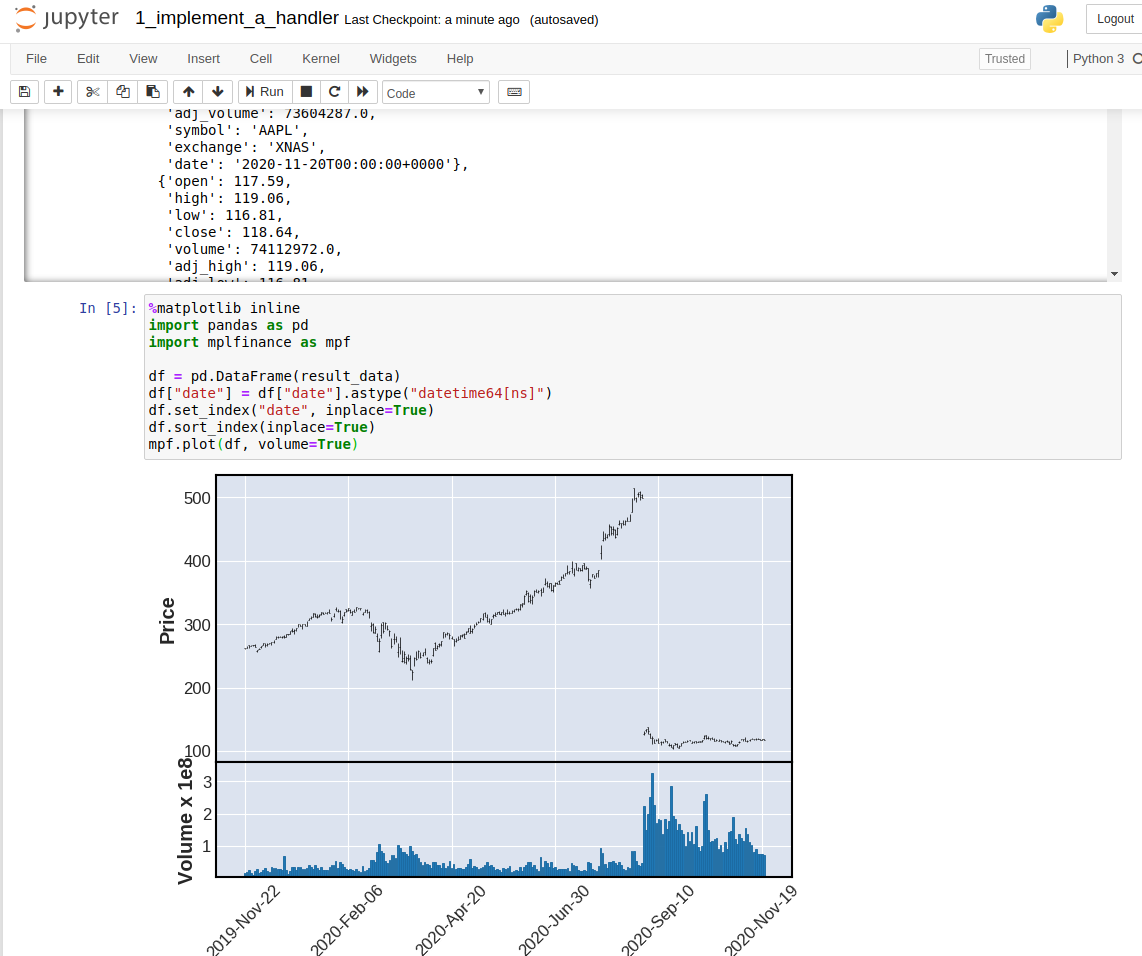 jupyter 1_implement_a_handler Last Checkpoint: a minute ago (autosaved) Logout
File Edit View Insert Cell Kernel Widgets Help Trusted Python 3
Run Code
'adj_volume': 73604287.0,
'symbol': 'AAPL',
'exchange': 'XNAS',
'date': '2020-11-20T00:00:00+0000'},
{'open': 117.59,
'high': 119.06,
'low': 116.81,
'close': 118.64,
'volume': 74112972.0,
'adj_high': 119.06,
'adj_low': 116.81
In [5]: %matplotlib inline
import pandas as pd
import mplfinance as mpf
df = pd.DataFrame(result_data)
df["date"] = df["date"].astype("datetime64[ns]")
df.set_index("date", inplace=True)
df.sort_index(inplace=True)
mpf.plot(df, volume=True)
500
400
300
200
100
Price
3
2
1
Volume x 1e8
2019-Nov-22
2020-Feb-06
2020-Apr-20
2020-Jun-30
2020-Sep-10
2020-Nov-19